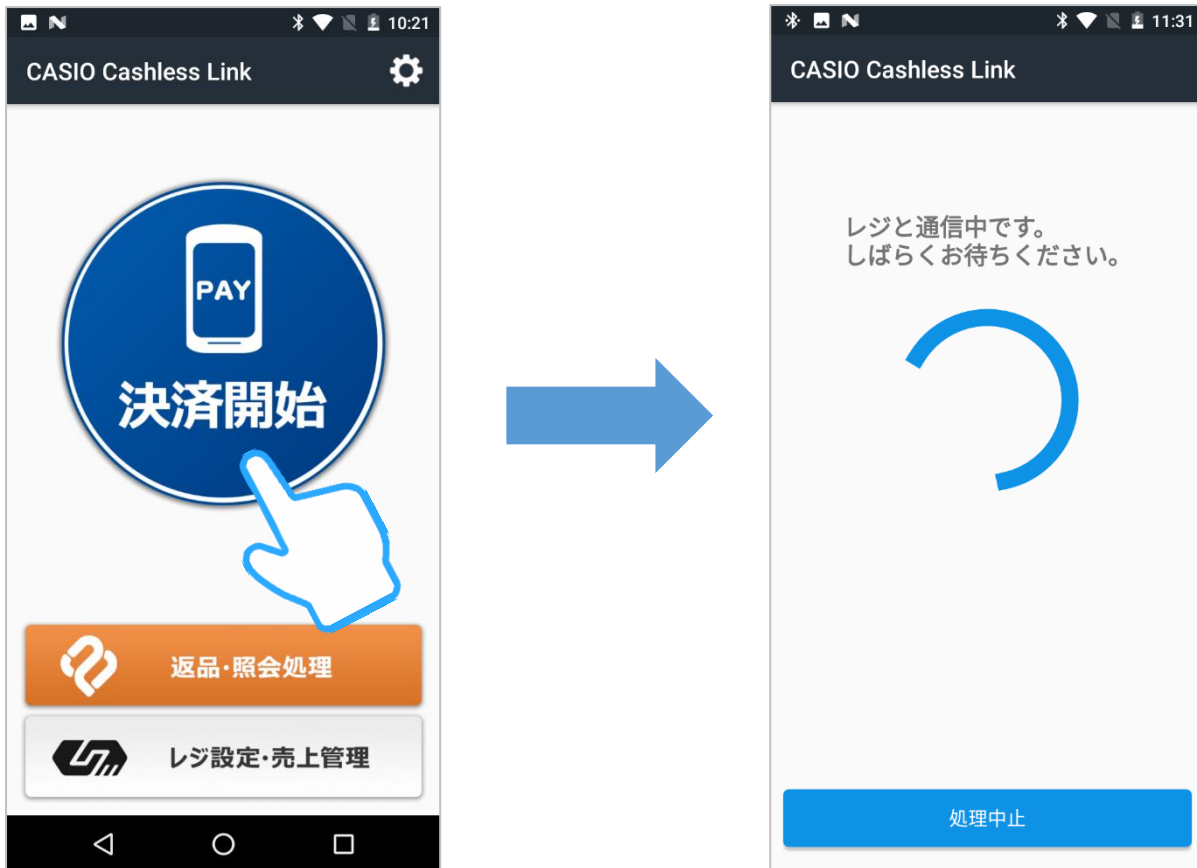 10:21
CASIO Cashless Link
PAY
決済開始
返品・照会処理
レジ設定・売上管理
11:31
CASIO Cashless Link
レジと通信中です。
しばらくお待ちください。
処理中止